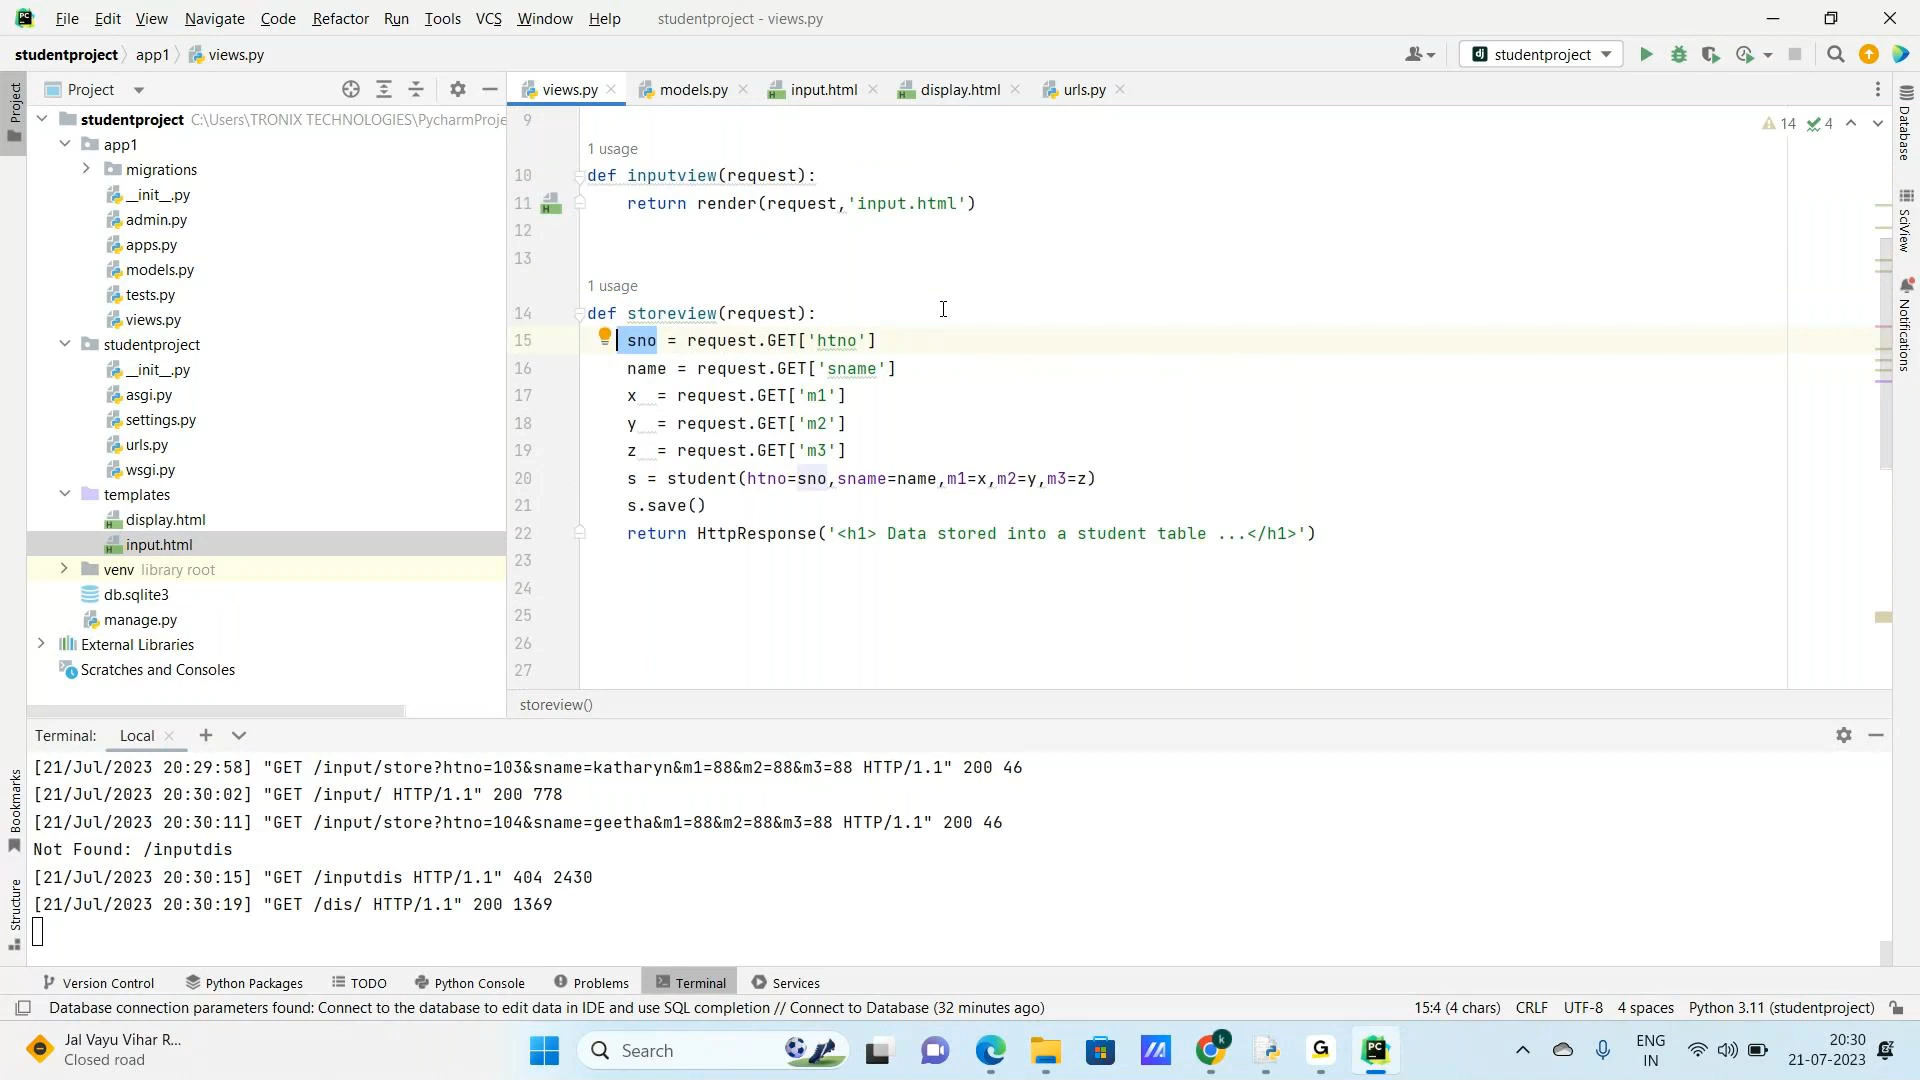 File Edit View Navigate Code Refactor Run Tools VCS Window Help studentproject - views.py
studentproject app1 views.py
studentproject
Project
views.py models.py input.html display.html urls.py
studentproject C:\Users\TRONIX TECHNOLOGIES\PycharmProje
app1
migrations
__init__.py
admin.py
apps.py
models.py
tests.py
views.py
studentproject
__init__.py
asgi.py
settings.py
urls.py
wsgi.py
templates
display.html
input.html
venv library root
db.sqlite3
manage.py
External Libraries
Scratches and Consoles
14 4
9
1 usage
10 def inputview(request):
11 return render(request,'input.html')
12
13
1 usage
14 def storeview(request):
15 sno = request.GET['htno']
16 name = request.GET['sname']
17 x = request.GET['m1']
18 y = request.GET['m2']
19 z = request.GET['m3']
20 s = student(htno=sno,sname=name,m1=x,m2=y,m3=z)
21 s.save()
22 return HttpResponse('<h1> Data stored into a student table ...</h1>')
23
24
25
26
27
storeview()
Project
Bookmarks
Structure
Database
SciView
Notifications
Terminal: Local
[21/Jul/2023 20:29:58] "GET /input/store?htno=103&sname=katharyn&m1=88&m2=88&m3=88 HTTP/1.1" 200 46
[21/Jul/2023 20:30:02] "GET /input/ HTTP/1.1" 200 778
[21/Jul/2023 20:30:11] "GET /input/store?htno=104&sname=geetha&m1=88&m2=88&m3=88 HTTP/1.1" 200 46
Not Found: /inputdis
[21/Jul/2023 20:30:15] "GET /inputdis HTTP/1.1" 404 2430
[21/Jul/2023 20:30:19] "GET /dis/ HTTP/1.1" 200 1369
Version Control Python Packages TODO Python Console Problems Terminal Services
Database connection parameters found: Connect to the database to edit data in IDE and use SQL completion // Connect to Database (32 minutes ago) 15:4 (4 chars) CRLF UTF-8 4 spaces Python 3.11 (studentproject)
Jal Vayu Vihar R...
Closed road
Search
ENG
IN
20:30
21-07-2023